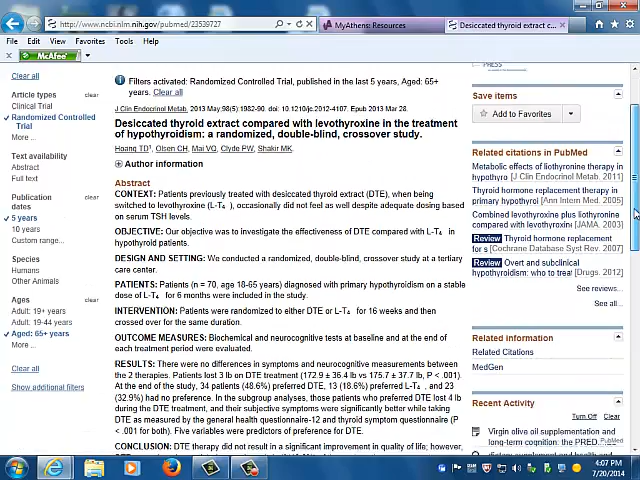 http://www.ncbi.nlm.nih.gov/pubmed/23539727
MyAthens: Resources
Desiccated thyroid extract c...
File Edit View Favorites Tools Help
McAfee
Clear all
Article types clear
Clinical Trial
Randomized Controlled
Trial
More ...
Text availability
Abstract
Full text
Publication
dates clear
5 years
10 years
Custom range...
Species
Humans
Other Animals
Ages clear
Adult: 19+ years
Adult: 19-44 years
Aged: 65+ years
More ...
Clear all
Show additional filters
Filters activated: Randomized Controlled Trial, published in the last 5 years, Aged: 65+
years. Clear all
J Clin Endocrinol Metab. 2013 May;98(5):1982-90. doi: 10.1210/jc.2012-4107. Epub 2013 Mar 28.
Desiccated thyroid extract compared with levothyroxine in the treatment
of hypothyroidism: a randomized, double-blind, crossover study.
Hoang TD1, Olsen CH, Mai VQ, Clyde PW, Shakir MK.
Author information
Abstract
CONTEXT: Patients previously treated with desiccated thyroid extract (DTE), when being
switched to levothyroxine (L-T₄), occasionally did not feel as well despite adequate dosing based
on serum TSH levels.
OBJECTIVE: Our objective was to investigate the effectiveness of DTE compared with L-T₄ in
hypothyroid patients.
DESIGN AND SETTING: We conducted a randomized, double-blind, crossover study at a tertiary
care center.
PATIENTS: Patients (n = 70, age 18-65 years) diagnosed with primary hypothyroidism on a stable
dose of L-T₄ for 6 months were included in the study.
INTERVENTION: Patients were randomized to either DTE or L-T₄ for 16 weeks and then
crossed over for the same duration.
OUTCOME MEASURES: Biochemical and neurocognitive tests at baseline and at the end of
each treatment period were evaluated.
RESULTS: There were no differences in symptoms and neurocognitive measurements between
the 2 therapies. Patients lost 3 lb on DTE treatment (172.9 ± 36.4 lb vs 175.7 ± 37.7 lb, P < .001).
At the end of the study, 34 patients (48.6%) preferred DTE, 13 (18.6%) preferred L-T₄, and 23
(32.9%) had no preference. In the subgroup analyses, those patients who preferred DTE lost 4 lb
during the DTE treatment, and their subjective symptoms were significantly better while taking
DTE as measured by the general health questionnaire-12 and thyroid symptom questionnaire (P
< .001 for both). Five variables were predictors of preference for DTE.
CONCLUSION: DTE therapy did not result in a significant improvement in quality of life; however,
PRESS
Save items
Add to Favorites
Related citations in PubMed
Metabolic effects of liothyronine therapy in
hypothyro [J Clin Endocrinol Metab. 2011]
Thyroid hormone replacement therapy in
primary hypothyroi [Ann Intern Med. 2005]
Combined levothyroxine plus liothyronine
compared with levothyroxin [JAMA. 2003]
Review Thyroid hormone replacement
for s [Cochrane Database Syst Rev. 2007]
Review Overt and subclinical
hypothyroidism: who to treat [Drugs. 2012]
See reviews...
See all...
Related information
Related Citations
MedGen
Recent Activity
Turn Off Clear
Virgin olive oil supplementation and
long-term cognition: the PRED. PubMed
4:07 PM
7/20/2014